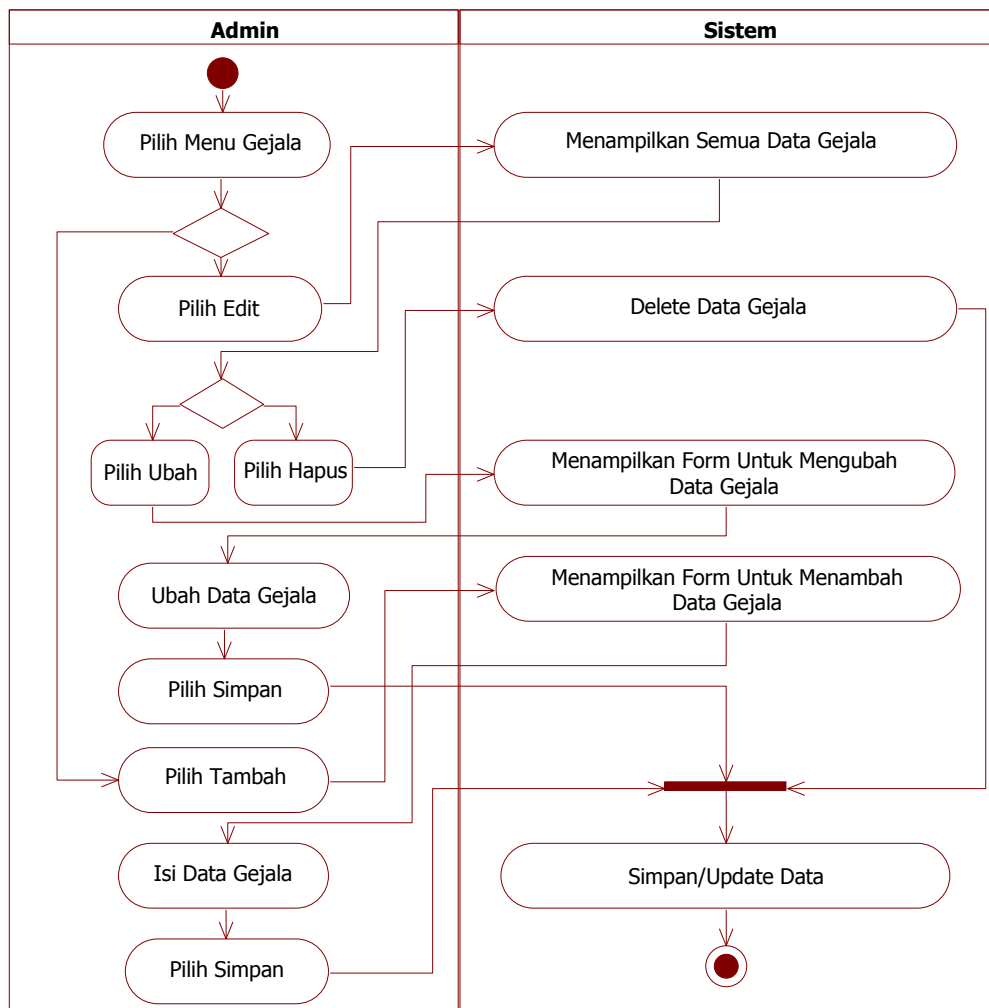 Admin
Sistem
Pilih Menu Gejala
Menampilkan Semua Data Gejala
Pilih Edit
Delete Data Gejala
Pilih Ubah
Pilih Hapus
Menampilkan Form Untuk Mengubah
Data Gejala
Ubah Data Gejala
Menampilkan Form Untuk Menambah
Data Gejala
Pilih Simpan
Pilih Tambah
Isi Data Gejala
Simpan/Update Data
Pilih Simpan